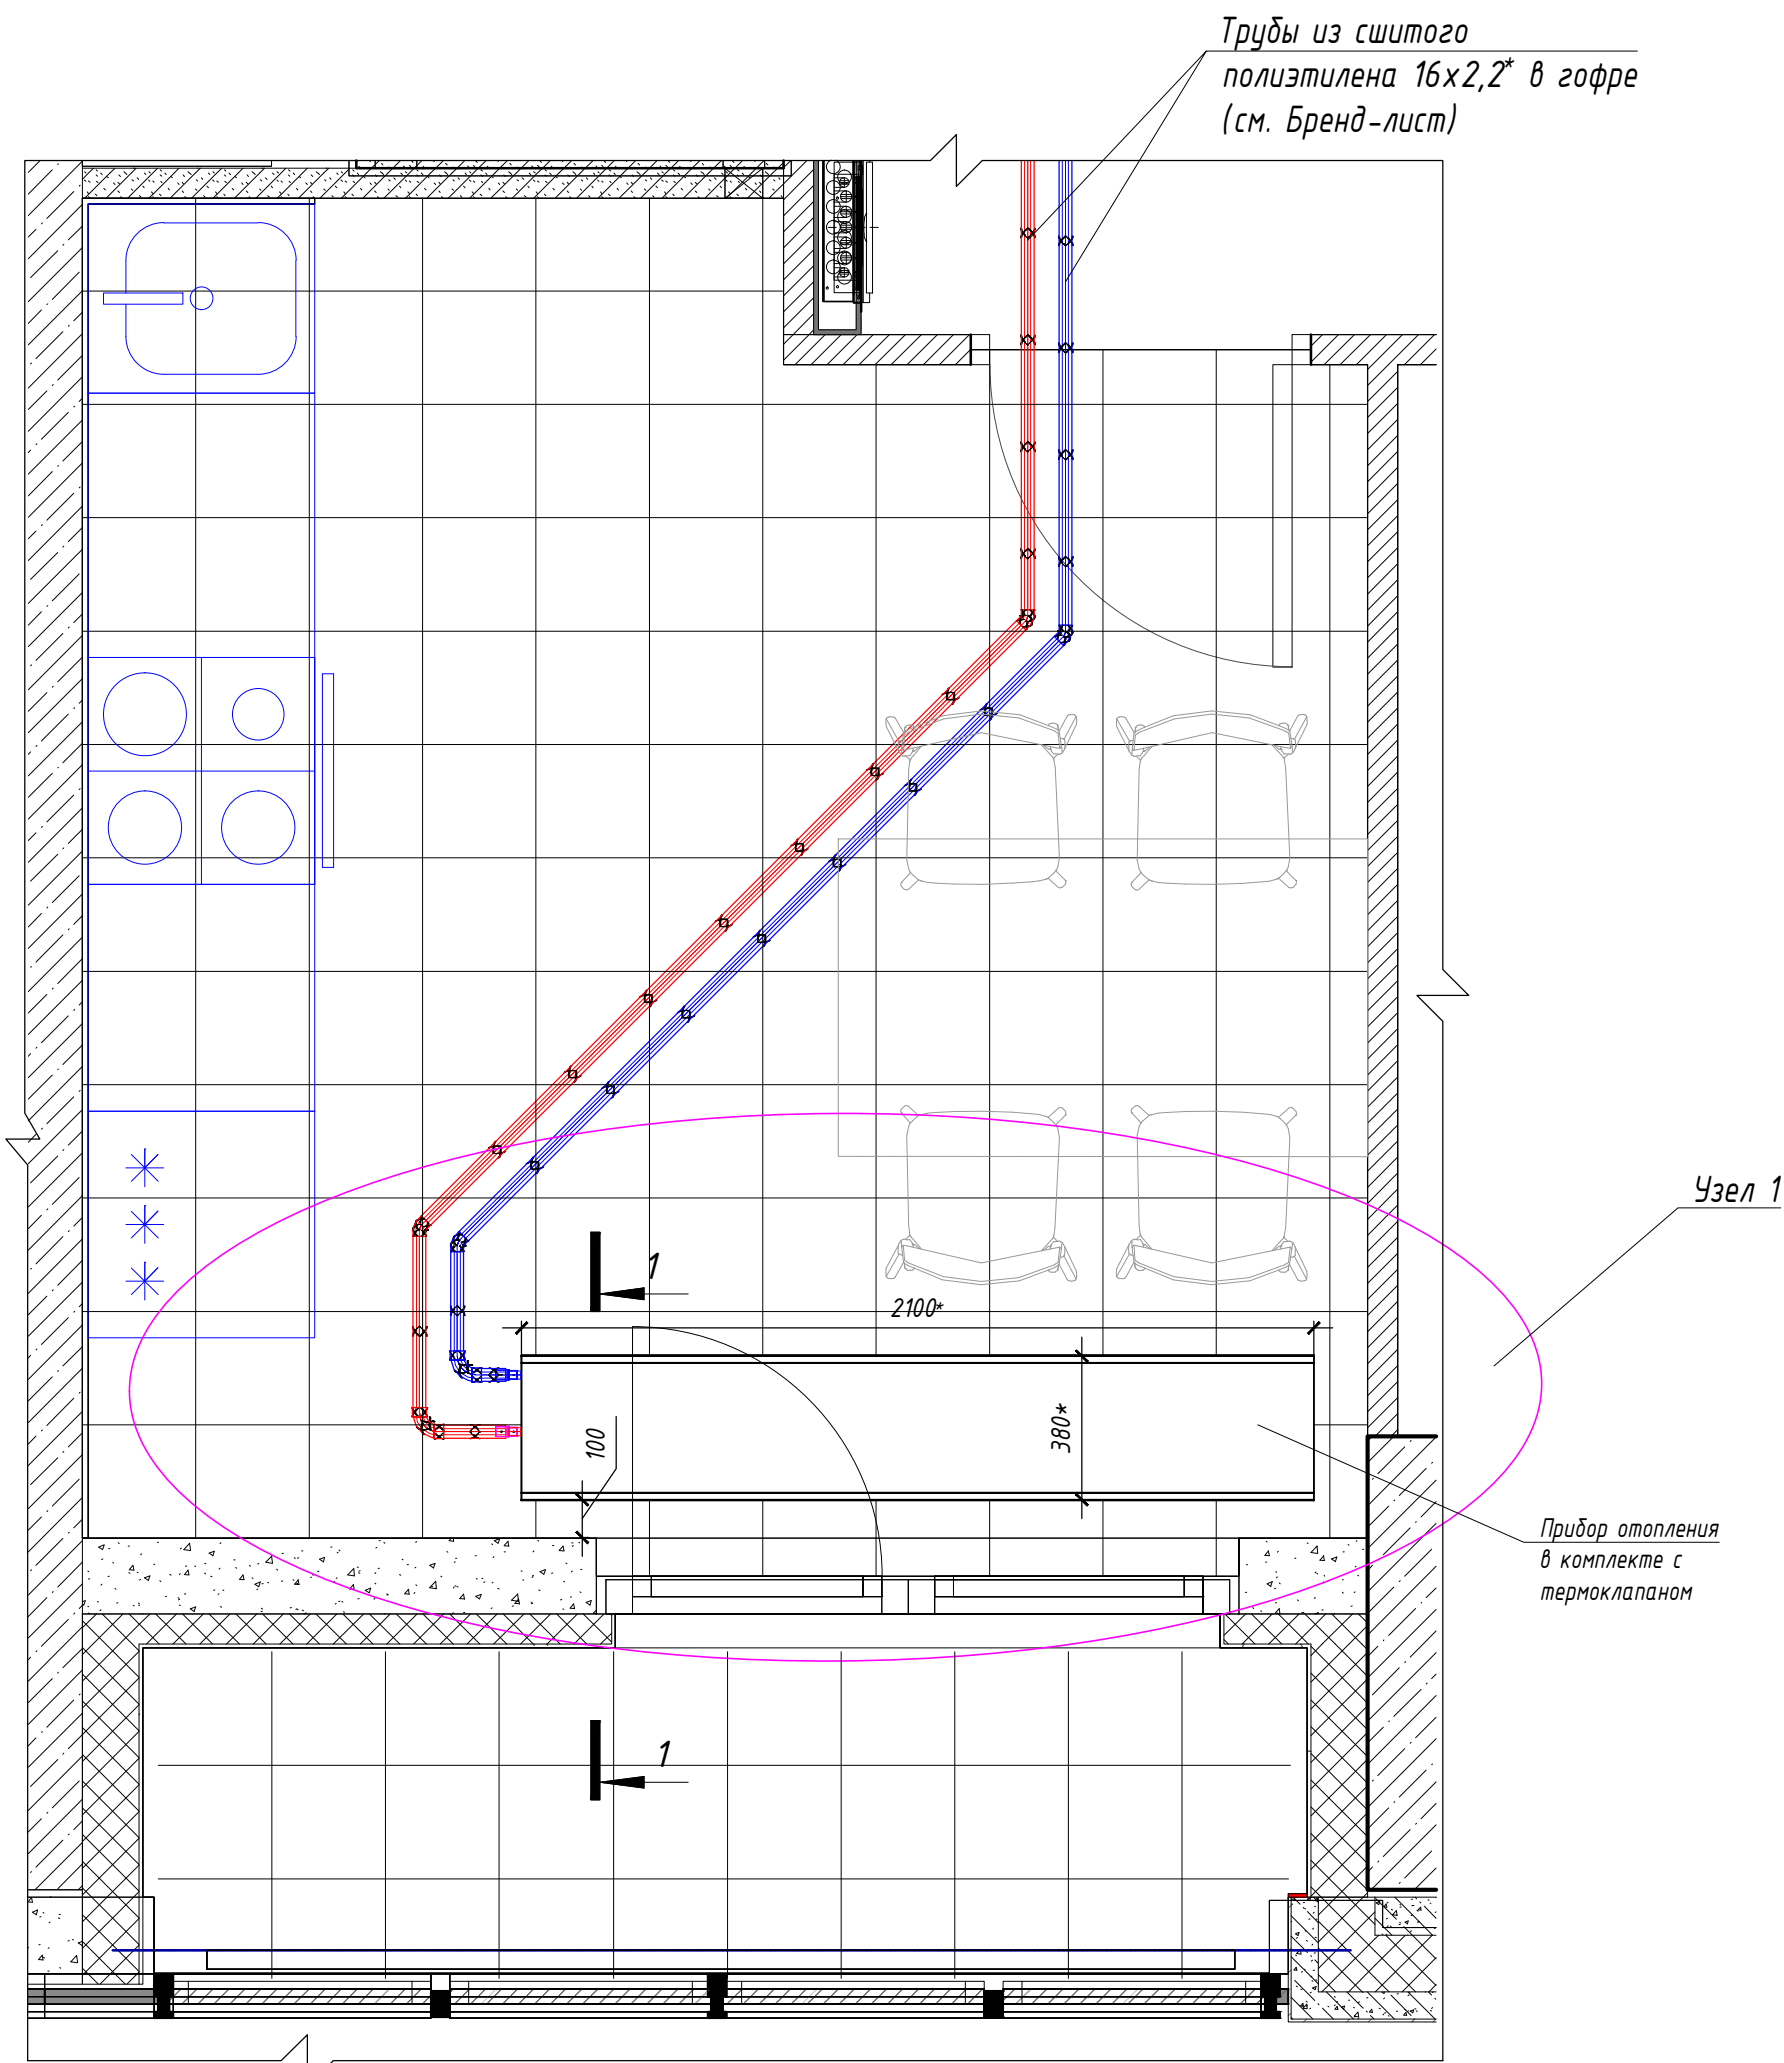 Трубы из сшитого
полиэтилена 16х2,2* в гофре
(см. Бренд-лист)
Узел 1
1
2100*
100
380*
Прибор отопления
в комплекте с
термоклапаном
1